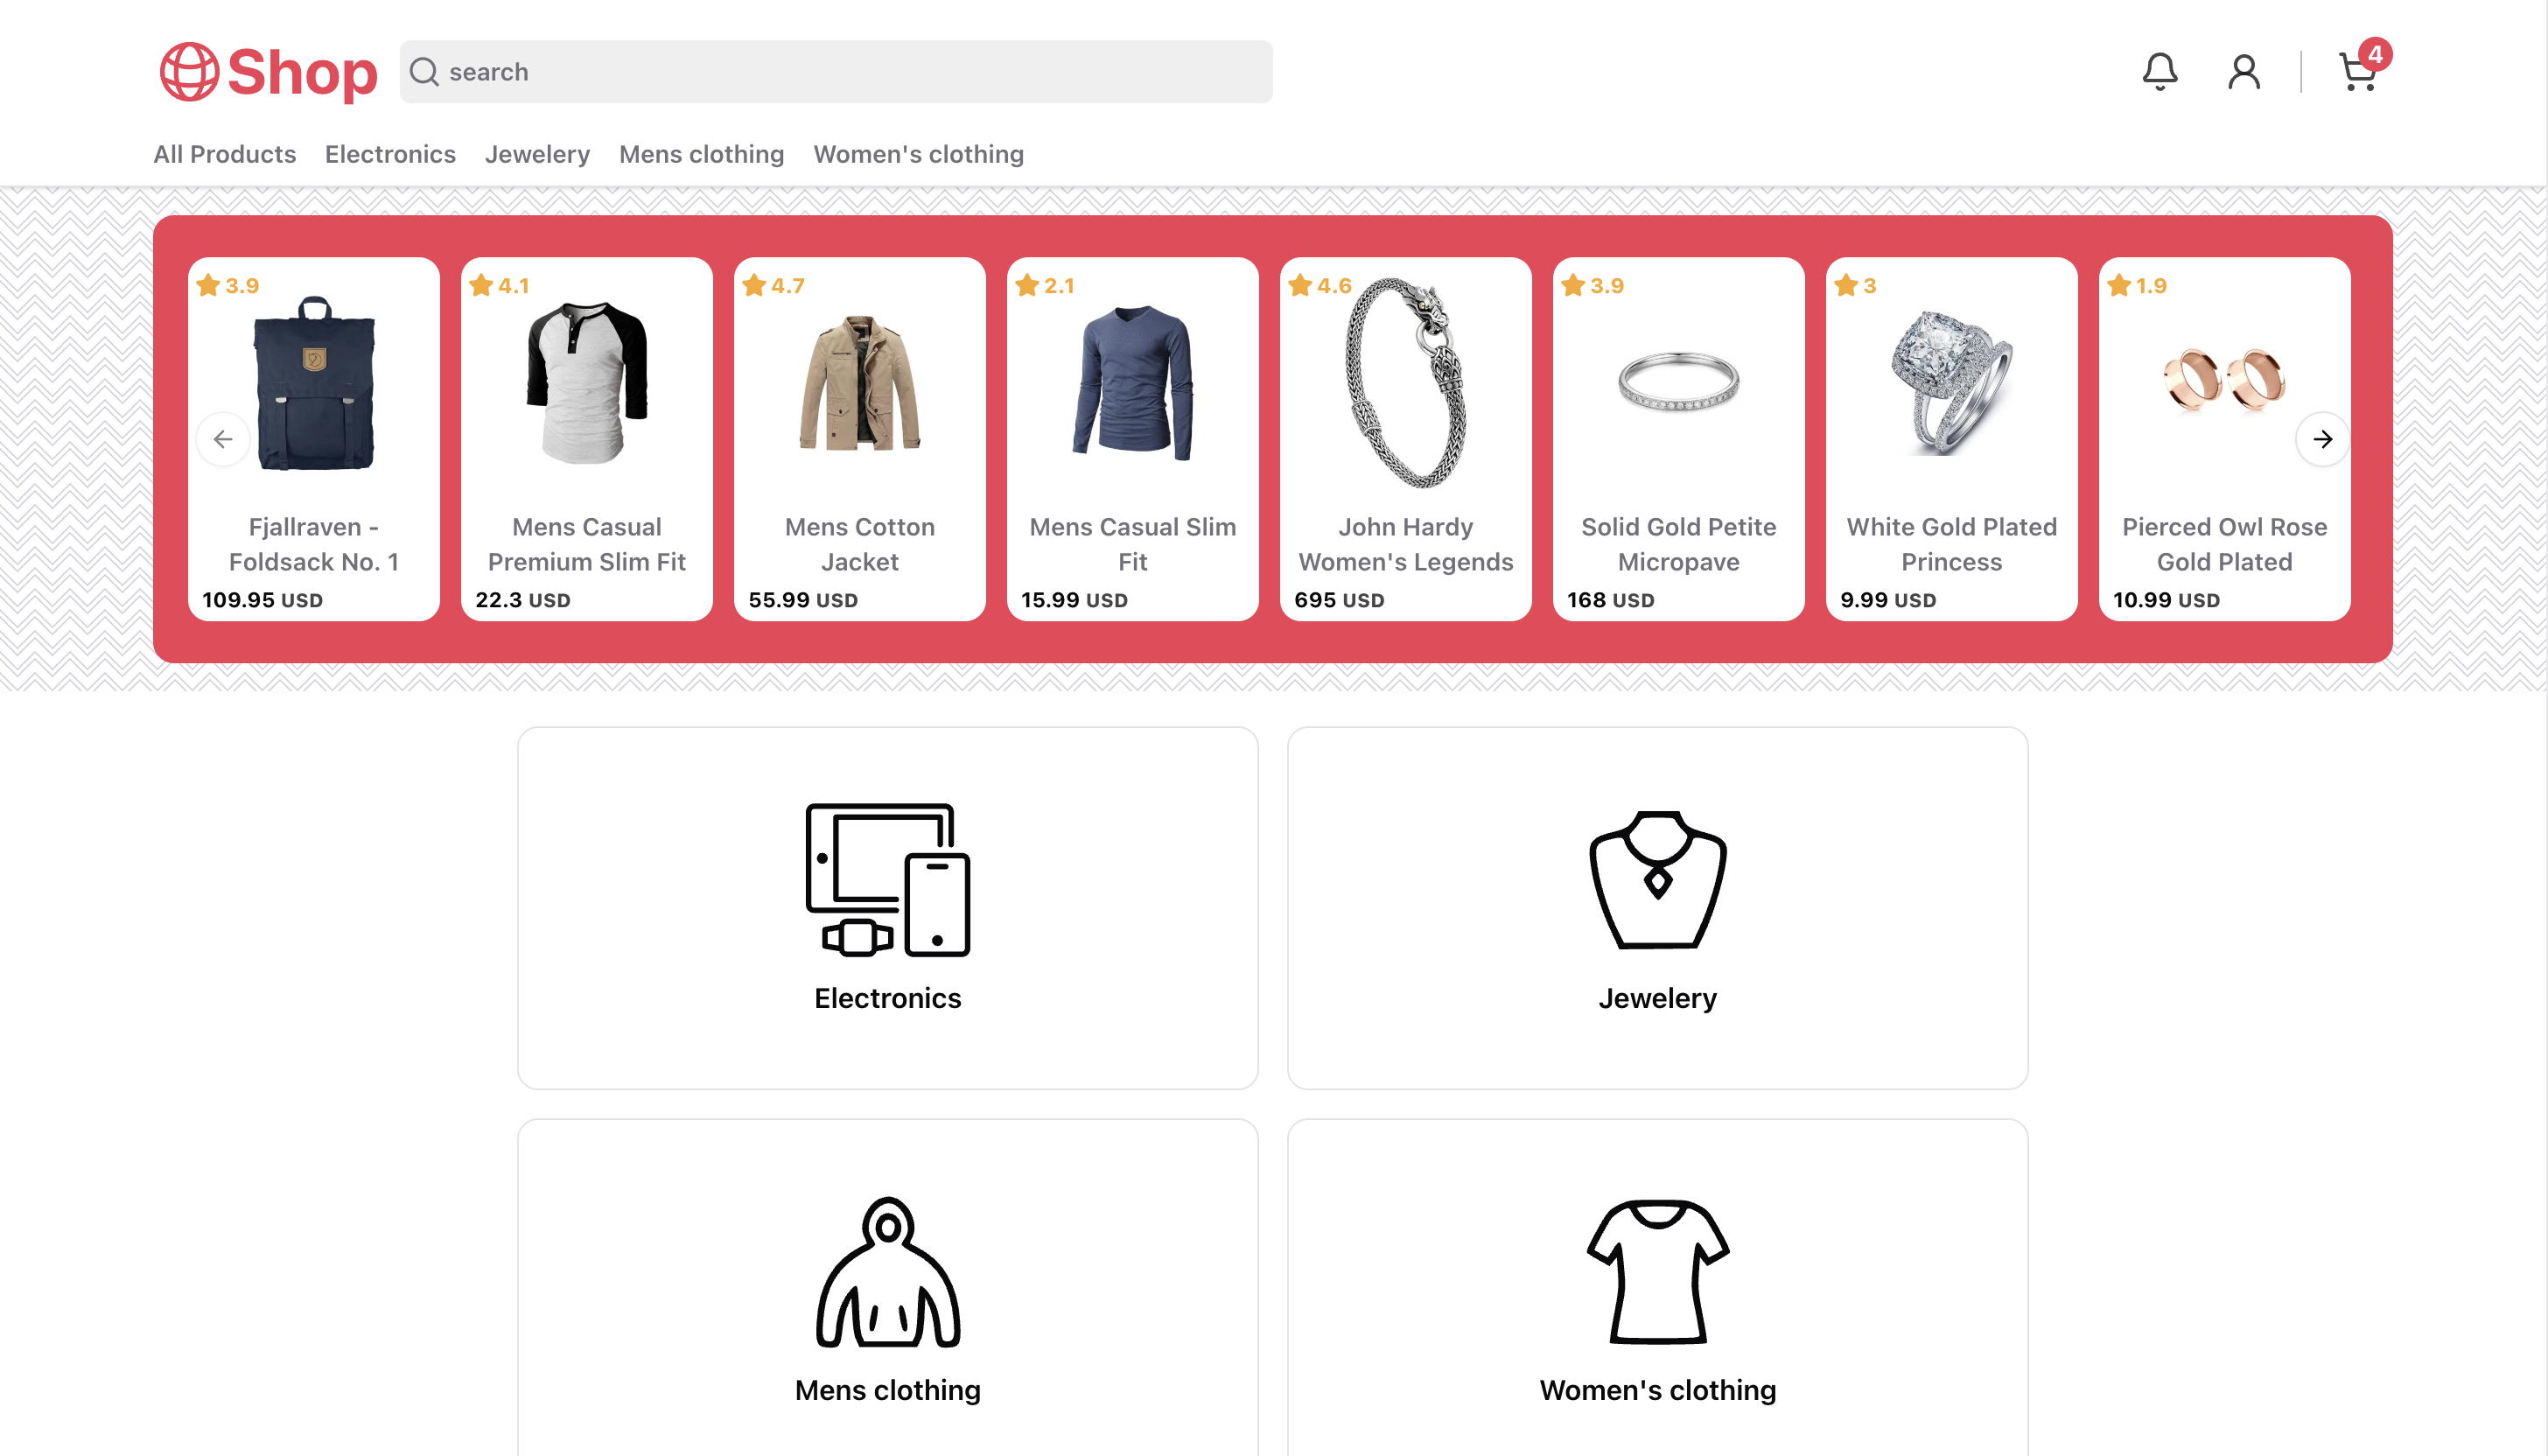 Shop
search
4
All Products Electronics Jewelery Mens clothing Women's clothing
3.9
Fjallraven -
Foldsack No. 1
109.95 USD
4.1
Mens Casual
Premium Slim Fit
22.3 USD
4.7
Mens Cotton
Jacket
55.99 USD
2.1
Mens Casual Slim
Fit
15.99 USD
4.6
John Hardy
Women's Legends
695 USD
3.9
Solid Gold Petite
Micropave
168 USD
3
White Gold Plated
Princess
9.99 USD
1.9
Pierced Owl Rose
Gold Plated
10.99 USD
Electronics
Jewelery
Mens clothing
Women's clothing